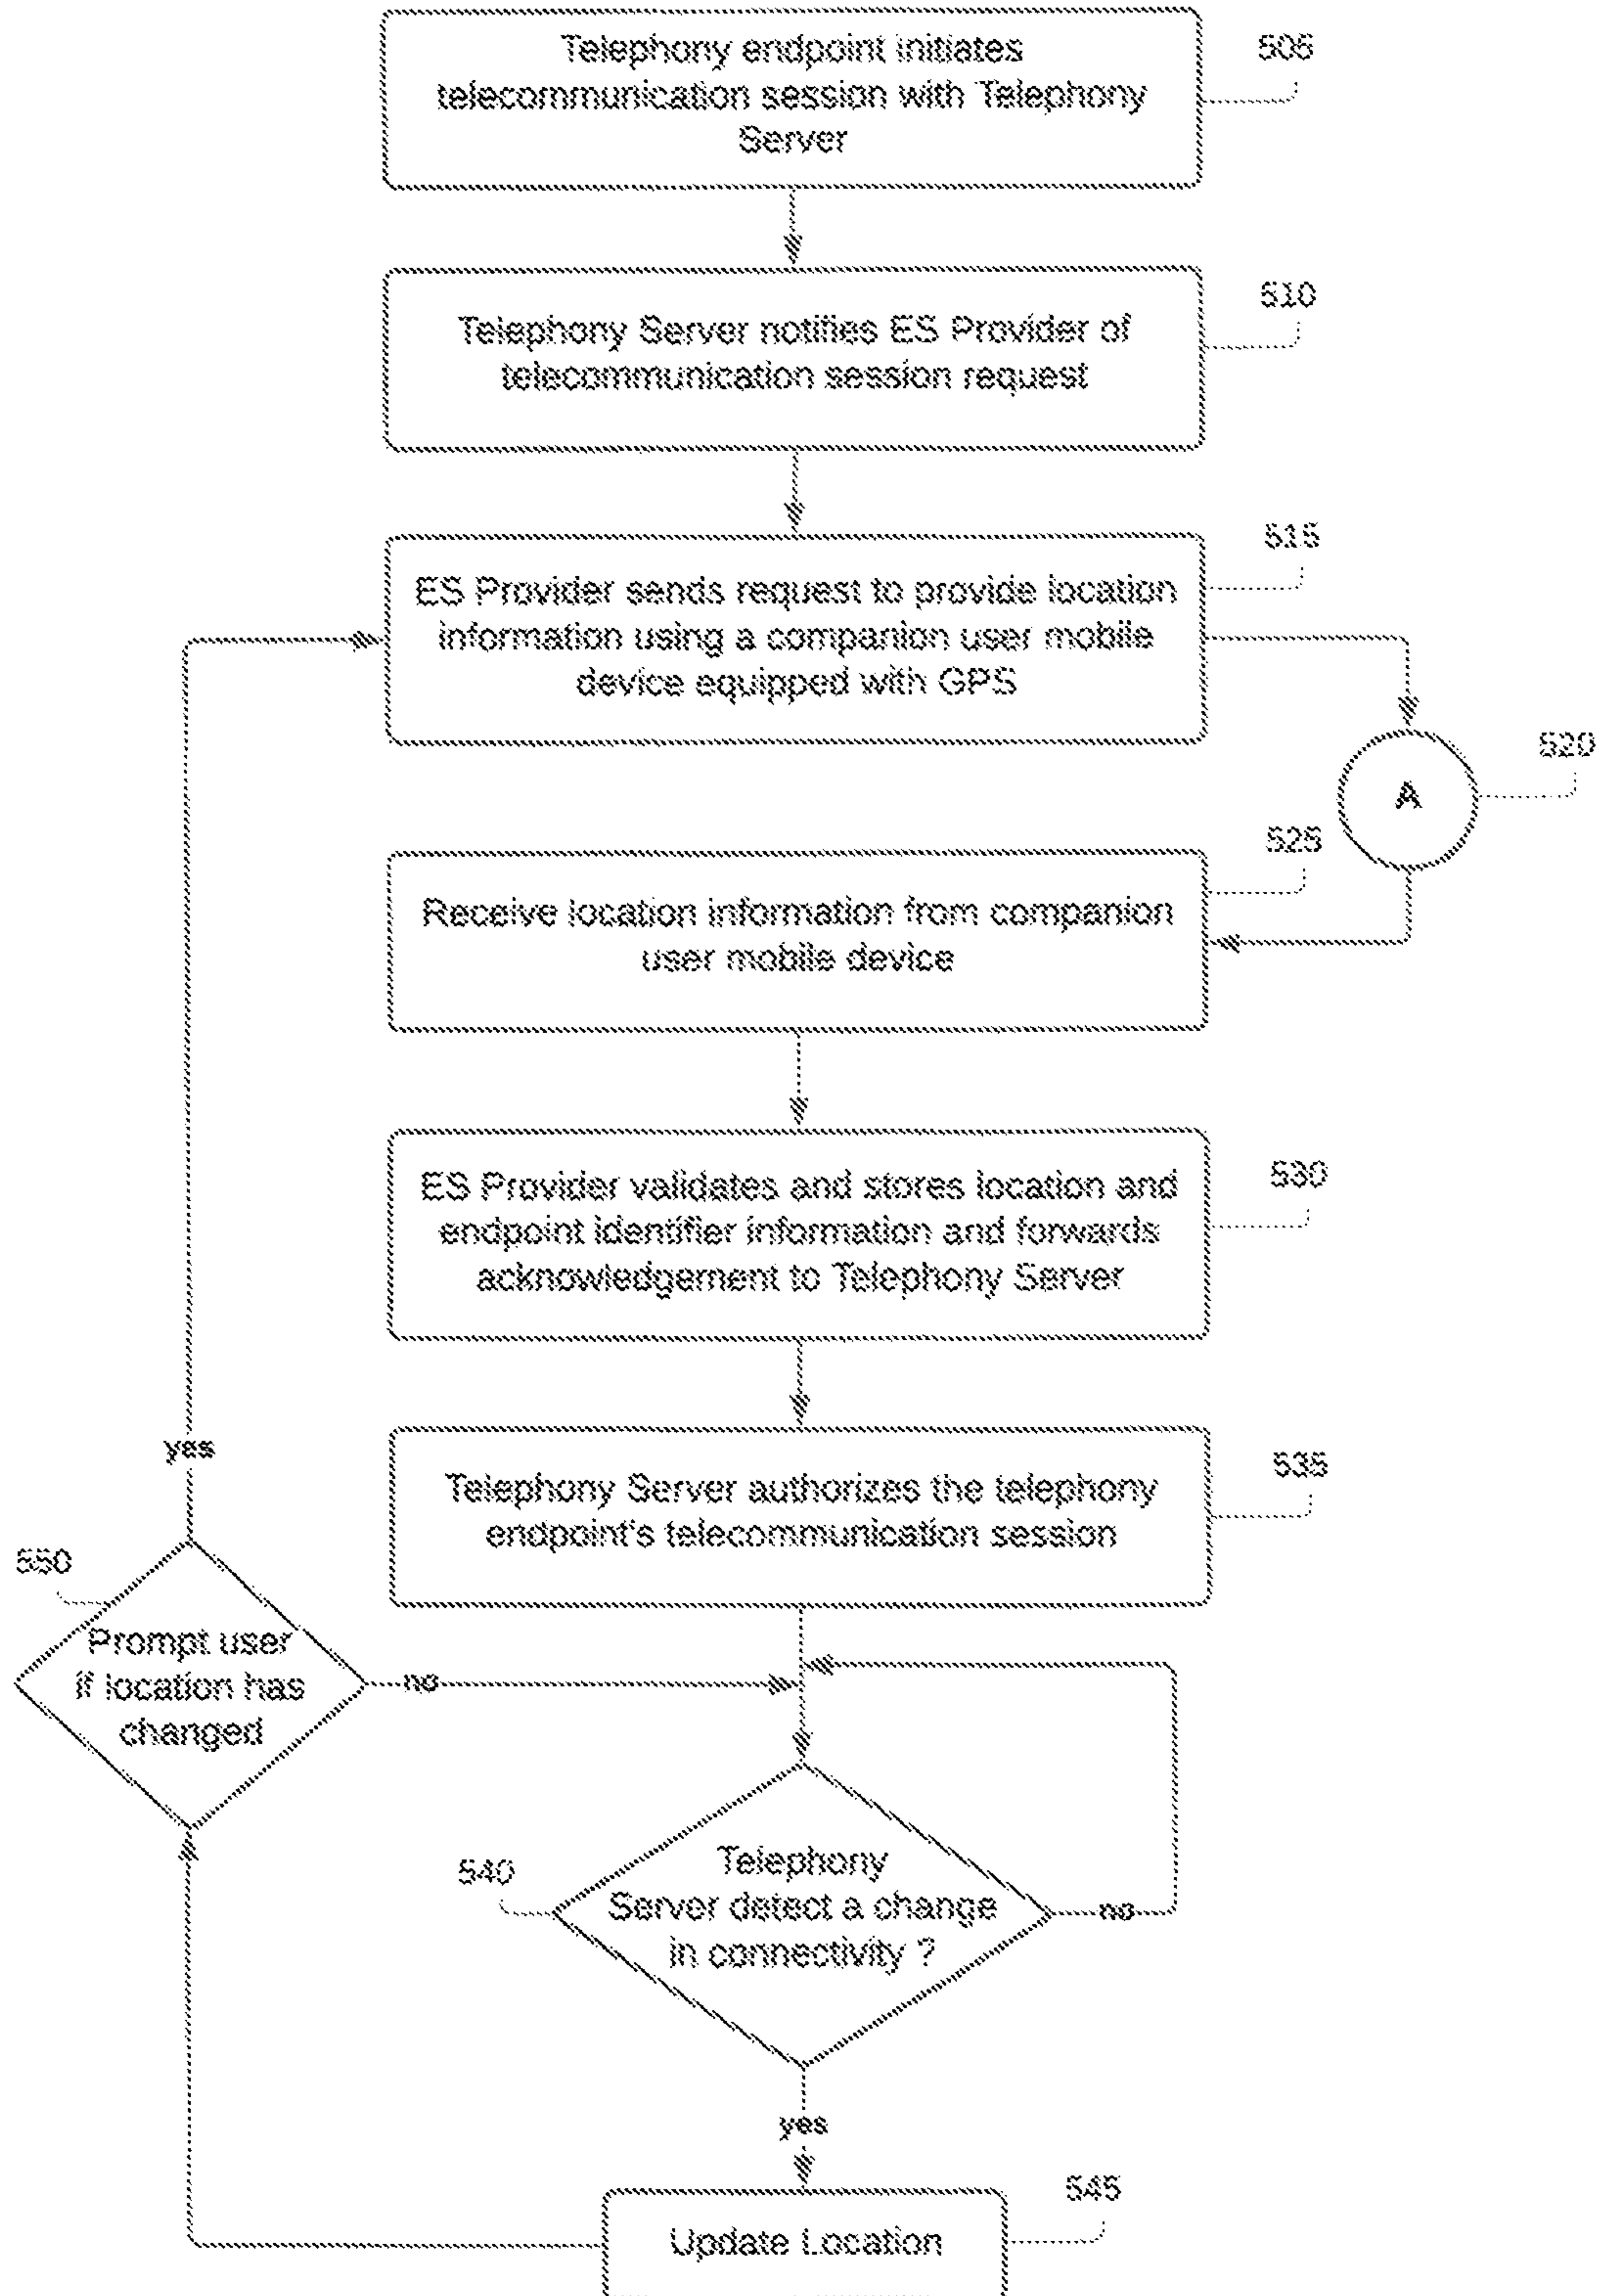 Telephony endpoint initiates
telecommunication session with Telephony
Server
505
Telephony Server notifies ES Provider of
telecommunication session request
510
ES Provider sends request to provide location
information using a companion user mobile
device equipped with GPS
515
A
520
Receive location information from companion
user mobile device
525
ES Provider validates and stores location and
endpoint identifier information and forwards
acknowledgement to Telephony Server
530
Telephony Server authorizes the telephony
endpoint's telecommunication session
535
yes
550
Prompt user
if location has
changed
no
540
Telephony
Server detect a change
in connectivity ?
no
yes
545
Update Location